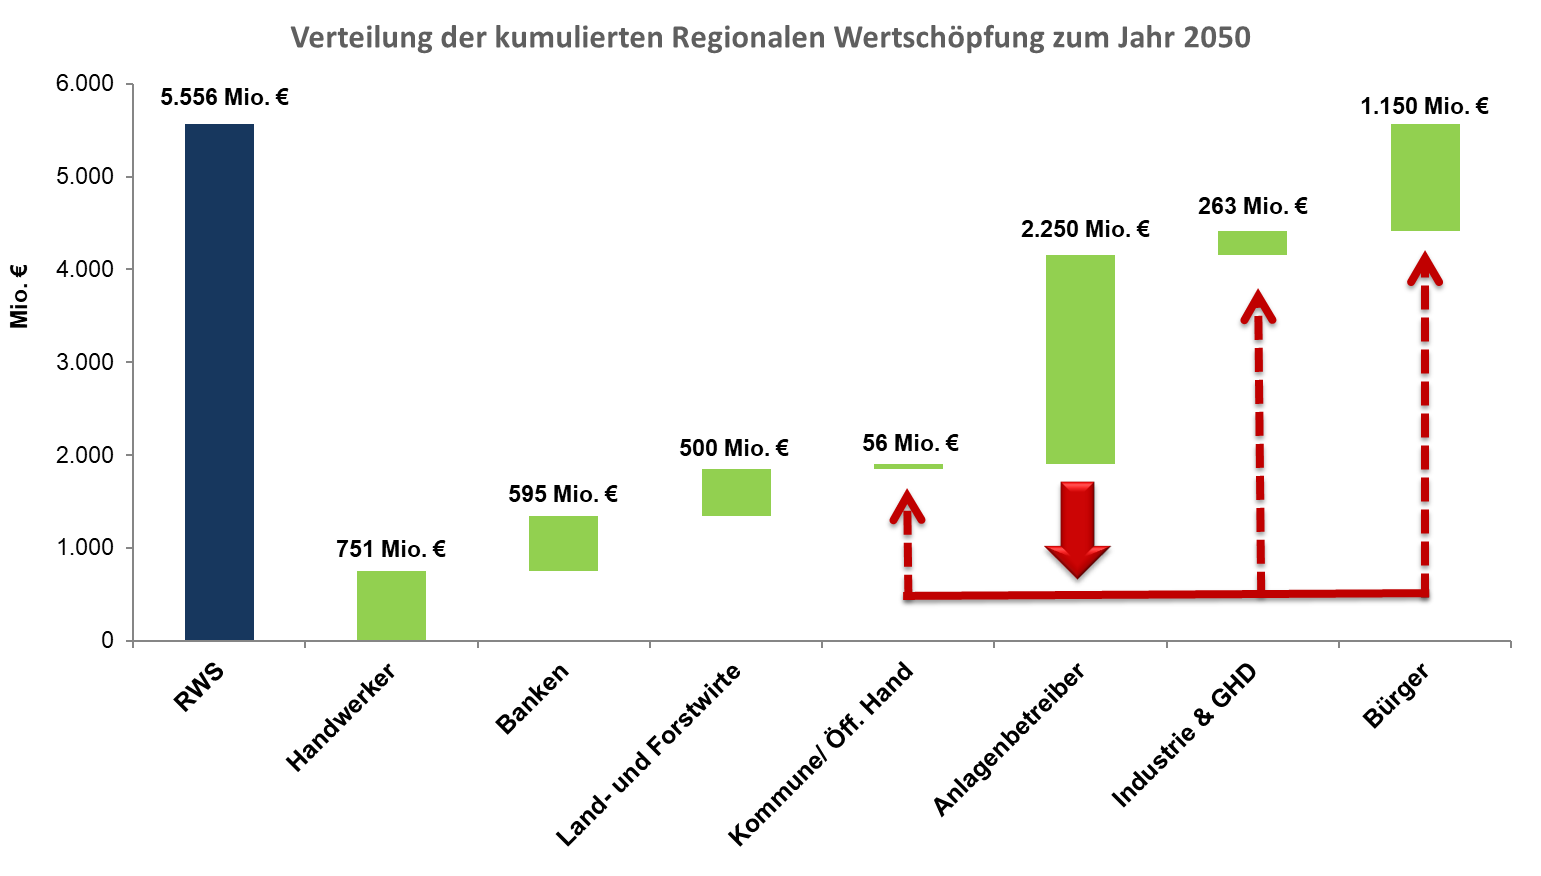 Verteilung der kumulierten Regionalen Wertschöpfung zum Jahr 2050
Mio. €
6.000
5.000
4.000
3.000
2.000
1.000
0
5.556 Mio. €
751 Mio. €
595 Mio. €
500 Mio. €
56 Mio. €
2.250 Mio. €
263 Mio. €
1.150 Mio. €
RWS
Handwerker
Banken
Land- und Forstwirte
Kommune/ Öff. Hand
Anlagenbetreiber
Industrie & GHD
Bürger